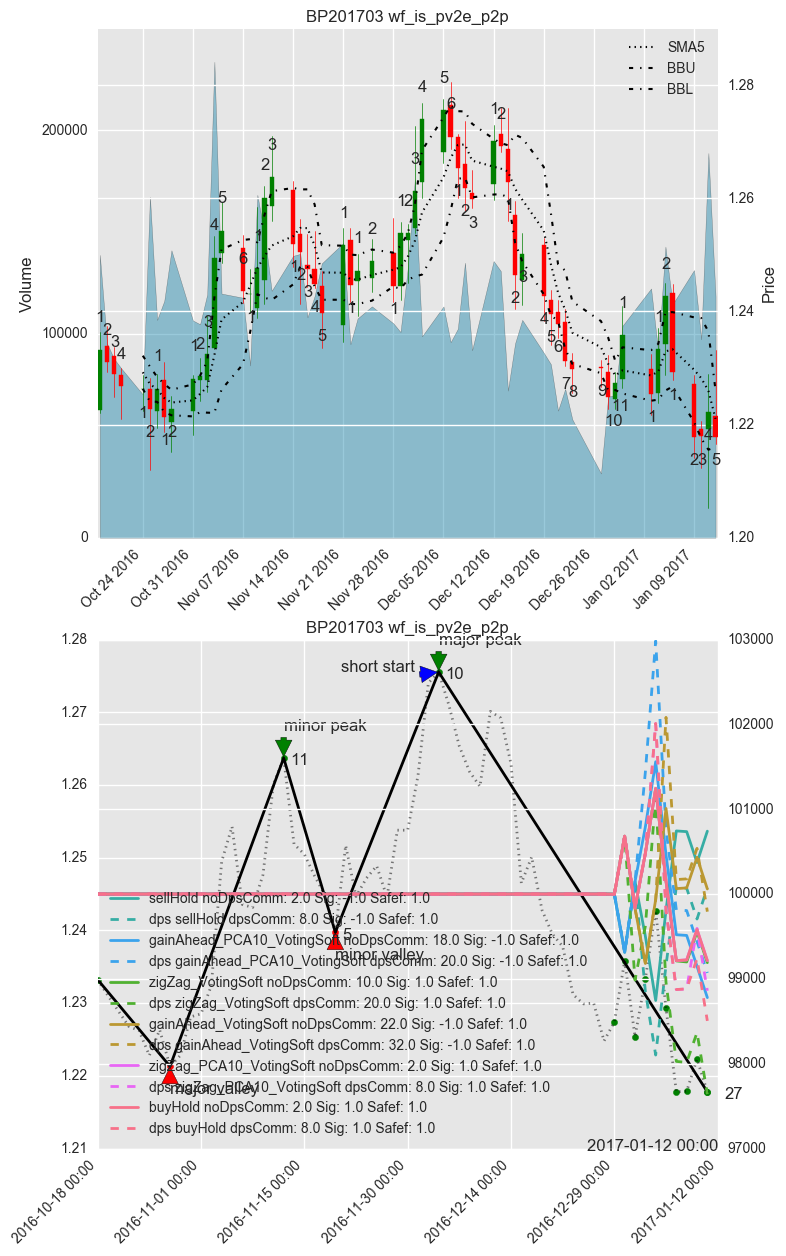 BP201703 wf_is_pv2e_p2p
SMA5
BBU
BBL
Volume
200000
100000
0
Price
1.28
1.26
1.24
1.22
1.20
Oct 24 2016
Oct 31 2016
Nov 07 2016
Nov 14 2016
Nov 21 2016
Nov 28 2016
Dec 05 2016
Dec 12 2016
Dec 19 2016
Dec 26 2016
Jan 02 2017
Jan 09 2017
BP201703 wf_is_pv2e_p2p
major peak
short start
10
minor peak
11
5
minor valley
major valley
27
2017-01-12 00:00
1.28
1.27
1.26
1.25
1.24
1.23
1.22
1.21
103000
102000
101000
100000
99000
98000
97000
sellHold noDpsComm: 2.0 Sig: -1.0 Safef: 1.0
dps sellHold dpsComm: 8.0 Sig: -1.0 Safef: 1.0
gainAhead_PCA10_VotingSoft noDpsComm: 18.0 Sig: -1.0 Safef: 1.0
dps gainAhead_PCA10_VotingSoft dpsComm: 20.0 Sig: -1.0 Safef: 1.0
zigZag_VotingSoft noDpsComm: 10.0 Sig: 1.0 Safef: 1.0
dps zigZag_VotingSoft dpsComm: 20.0 Sig: 1.0 Safef: 1.0
gainAhead_VotingSoft noDpsComm: 22.0 Sig: -1.0 Safef: 1.0
dps gainAhead_VotingSoft dpsComm: 32.0 Sig: -1.0 Safef: 1.0
zigZag_PCA10_VotingSoft noDpsComm: 2.0 Sig: 1.0 Safef: 1.0
dps zigZag_PCA10_VotingSoft dpsComm: 8.0 Sig: 1.0 Safef: 1.0
buyHold noDpsComm: 2.0 Sig: 1.0 Safef: 1.0
dps buyHold dpsComm: 8.0 Sig: 1.0 Safef: 1.0
2016-10-18 00:00
2016-11-01 00:00
2016-11-15 00:00
2016-11-30 00:00
2016-12-14 00:00
2016-12-29 00:00
2017-01-12 00:00